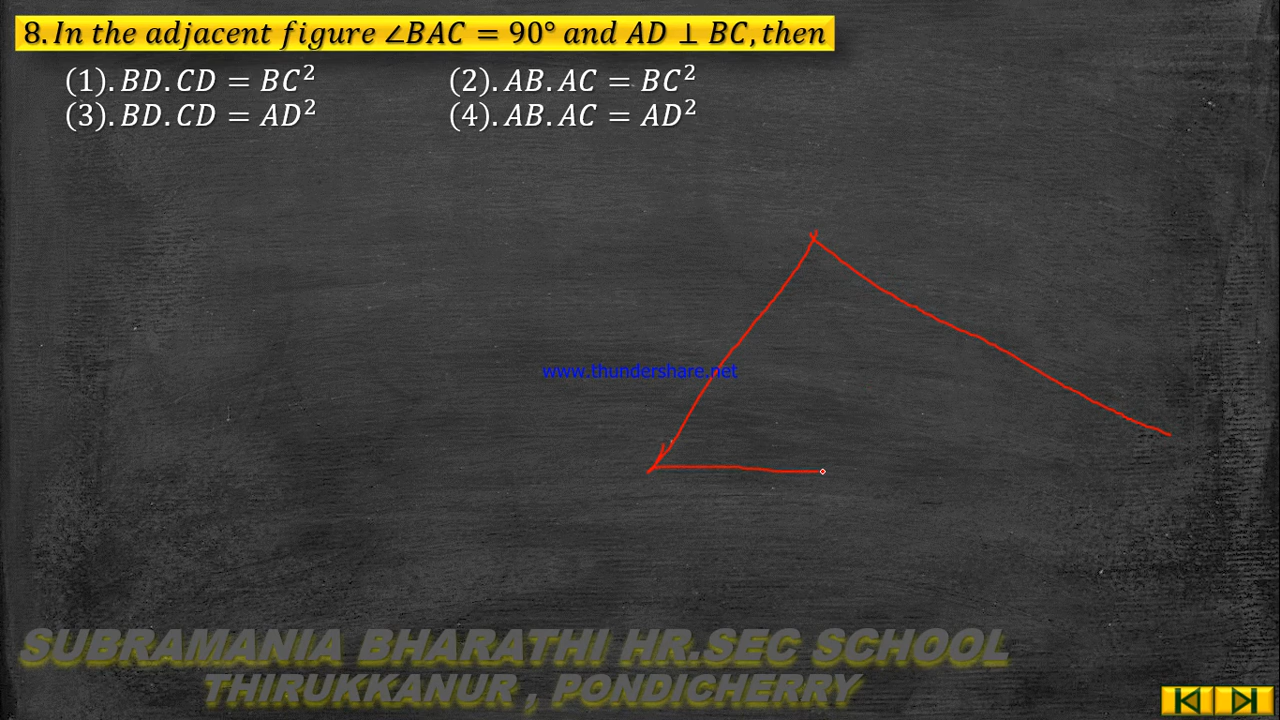 8. In the adjacent figure ∠BAC = 90° and AD ⊥ BC, then
(1). BD. CD = BC² (2). AB. AC = BC²
(3). BD. CD = AD² (4). AB. AC = AD²
www.thundershare.net
SUBRAMANIA BHARATHI HR.SEC SCHOOL
THIRUKKANUR , PONDICHERRY